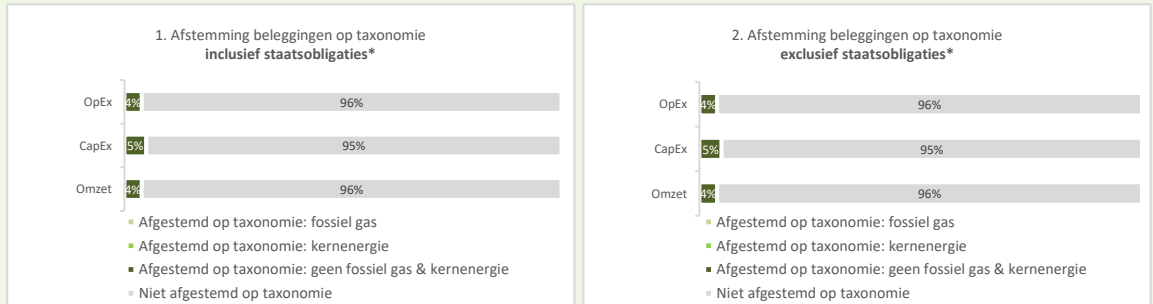 1. Afstemming beleggingen op taxonomie
inclusief staatsobligaties*
OpEx 4% 96%
CapEx 5% 95%
Omzet 4% 96%
Afgestemd op taxonomie: fossiel gas
Afgestemd op taxonomie: kernenergie
Afgestemd op taxonomie: geen fossiel gas & kernenergie
Niet afgestemd op taxonomie
2. Afstemming beleggingen op taxonomie
exclusief staatsobligaties*
OpEx 4% 96%
CapEx 5% 95%
Omzet 4% 96%
Afgestemd op taxonomie: fossiel gas
Afgestemd op taxonomie: kernenergie
Afgestemd op taxonomie: geen fossiel gas & kernenergie
Niet afgestemd op taxonomie